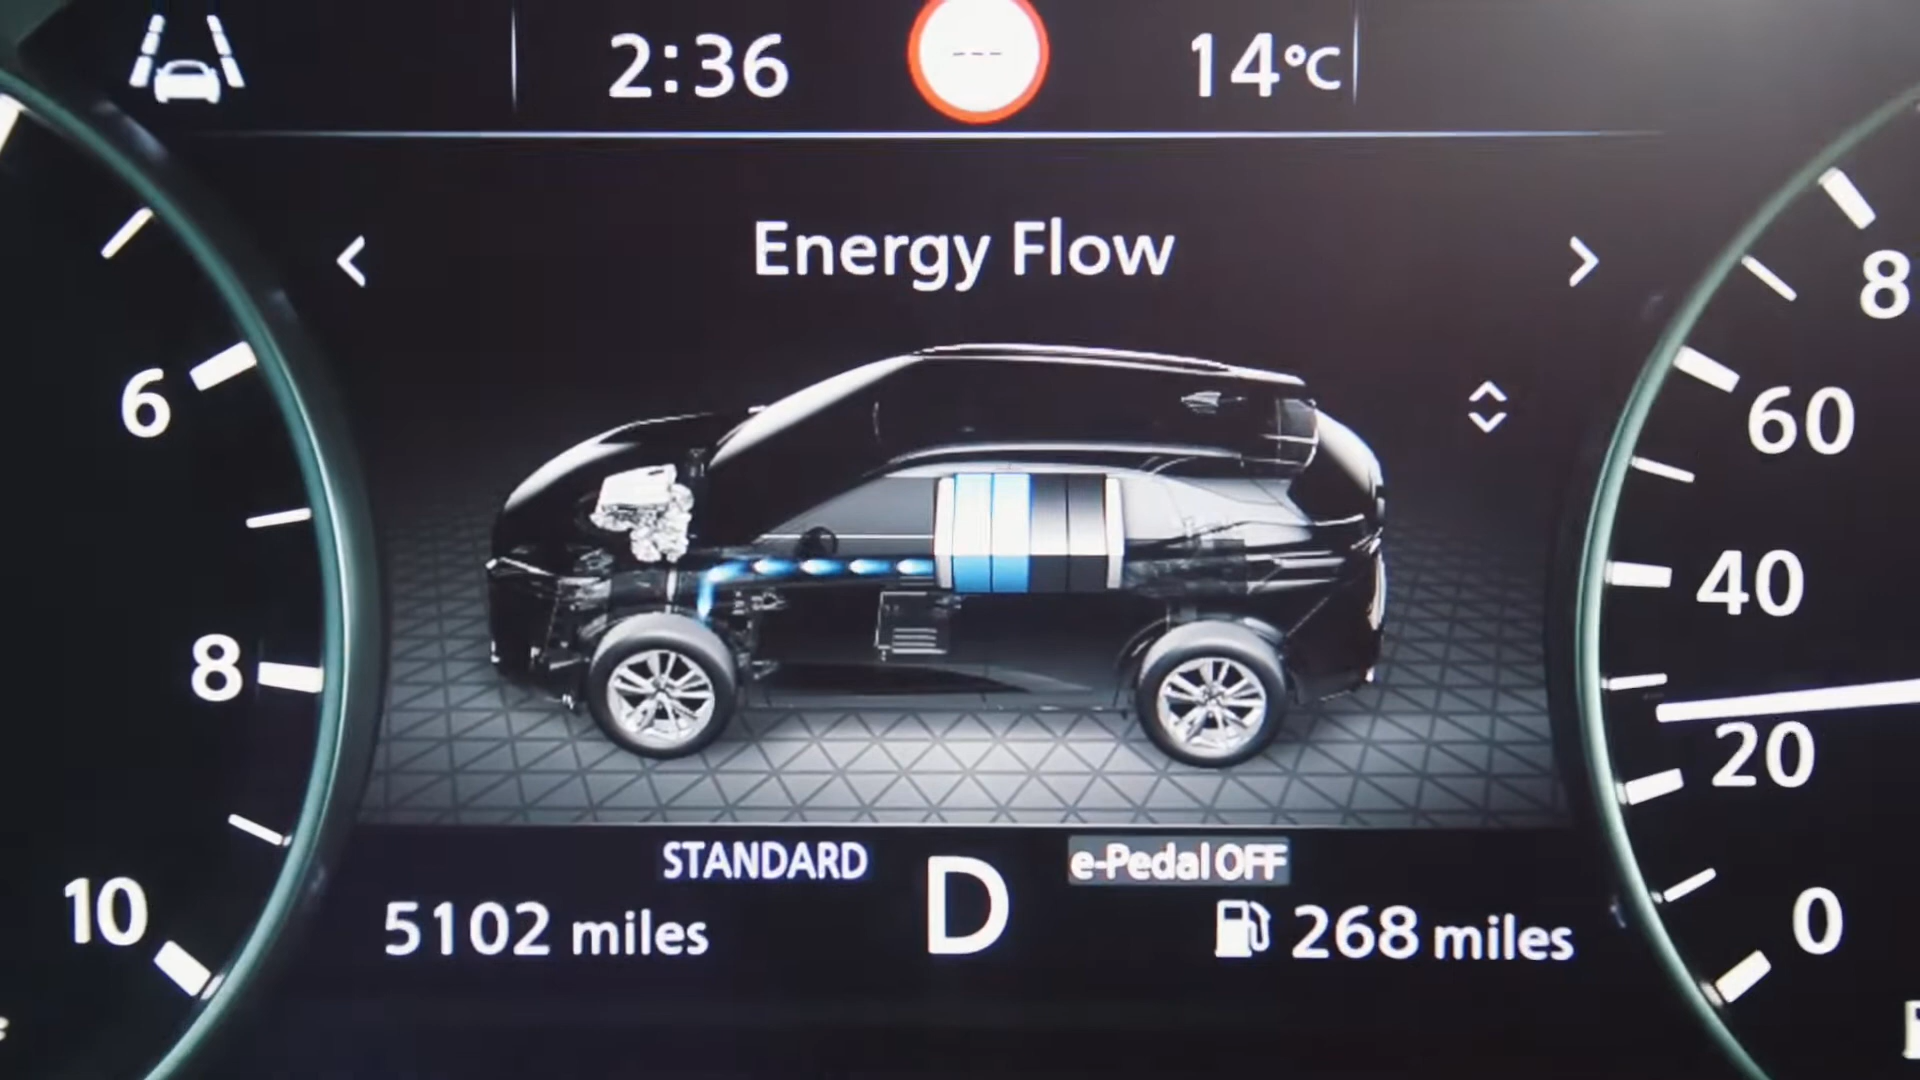 2:36 --- 14°C
Energy Flow
6
8
10
8
60
40
20
0
STANDARD
D
e-Pedal OFF
5102 miles
268 miles